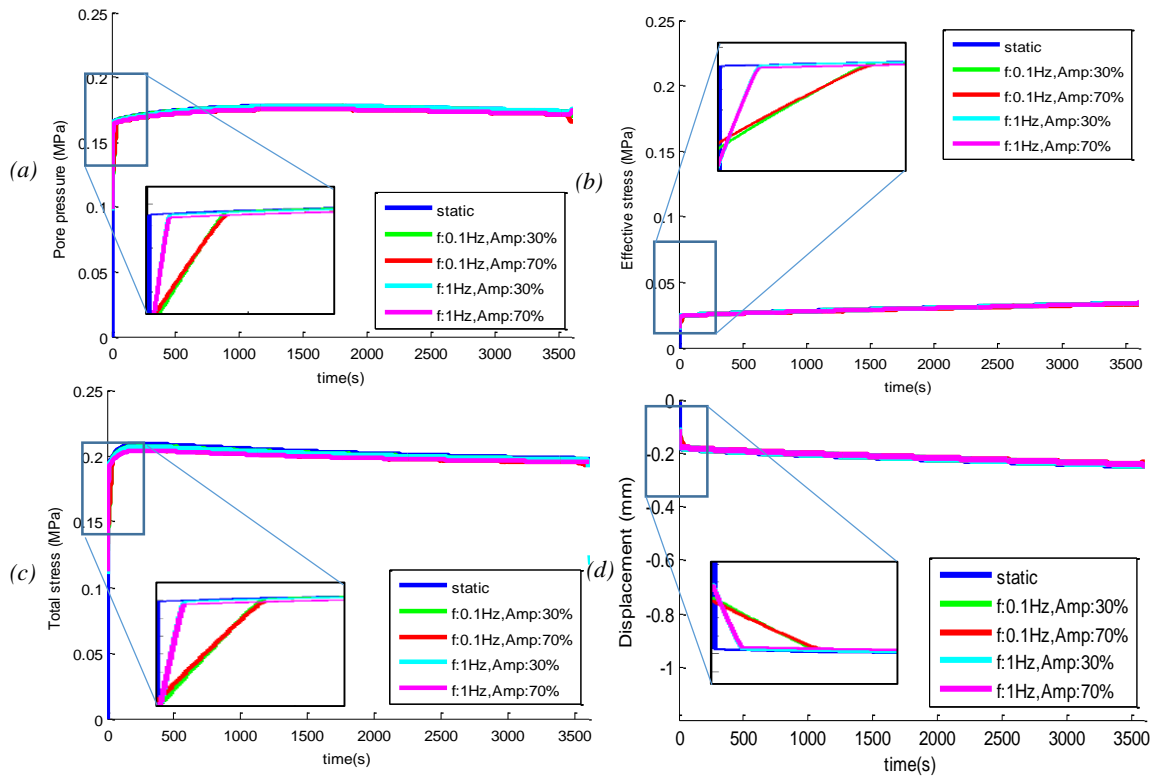 (a)
Pore pressure (MPa)
0.25
0.2
0.15
0.1
0.05
0
0 500 1000 1500 2000 2500 3000 3500
time(s)
static
f:0.1Hz,Amp:30%
f:0.1Hz,Amp:70%
f:1Hz,Amp:30%
f:1Hz,Amp:70%
(b)
Effective stress (MPa)
0.25
0.2
0.15
0.1
0.05
0
0 500 1000 1500 2000 2500 3000 3500
time(s)
static
f:0.1Hz,Amp:30%
f:0.1Hz,Amp:70%
f:1Hz,Amp:30%
f:1Hz,Amp:70%
(c)
Total stress (MPa)
0.25
0.2
0.15
0.1
0.05
0
0 500 1000 1500 2000 2500 3000 3500
time(s)
static
f:0.1Hz,Amp:30%
f:0.1Hz,Amp:70%
f:1Hz,Amp:30%
f:1Hz,Amp:70%
(d)
Displacement (mm)
0
-0.2
-0.4
-0.6
-0.8
-1
0 500 1000 1500 2000 2500 3000 3500
time(s)
static
f:0.1Hz,Amp:30%
f:0.1Hz,Amp:70%
f:1Hz,Amp:30%
f:1Hz,Amp:70%